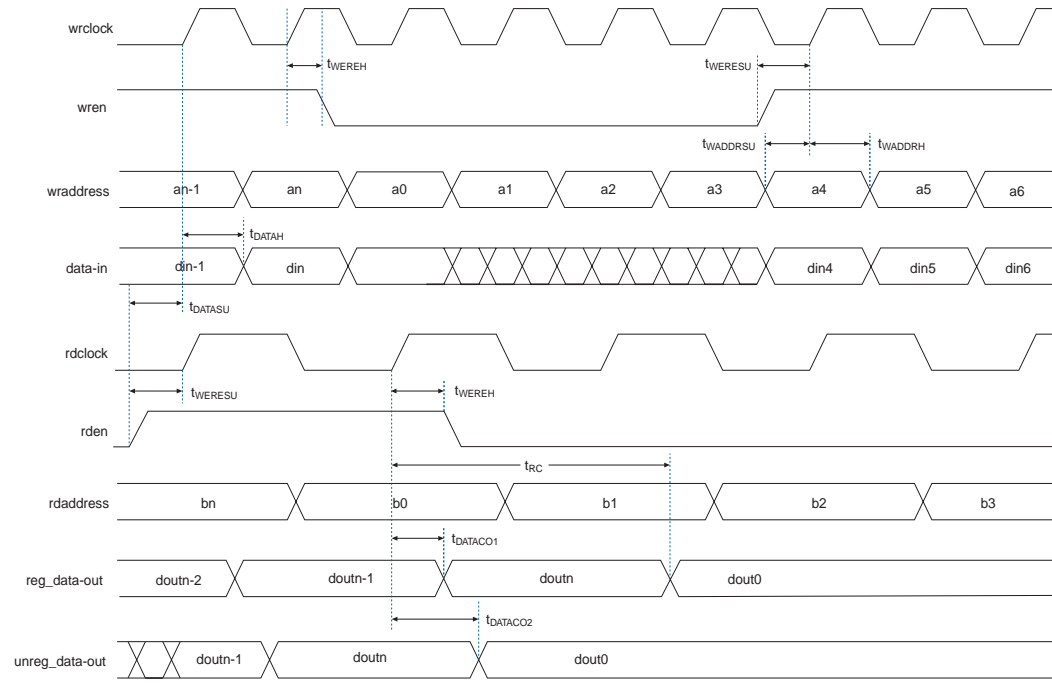 wrclock
tWEREH
tWERESU
wren
tWADDRSU
tWADDRH
wraddress an-1 an a0 a1 a2 a3 a4 a5 a6
tDATAH
data-in din-1 din din4 din5 din6
tDATASU
rdclock
tWERESU
tWEREH
rden
tRC
rdaddress bn b0 b1 b2 b3
tDATACO1
reg_data-out doutn-2 doutn-1 doutn dout0
tDATACO2
unreg_data-out doutn-1 doutn dout0